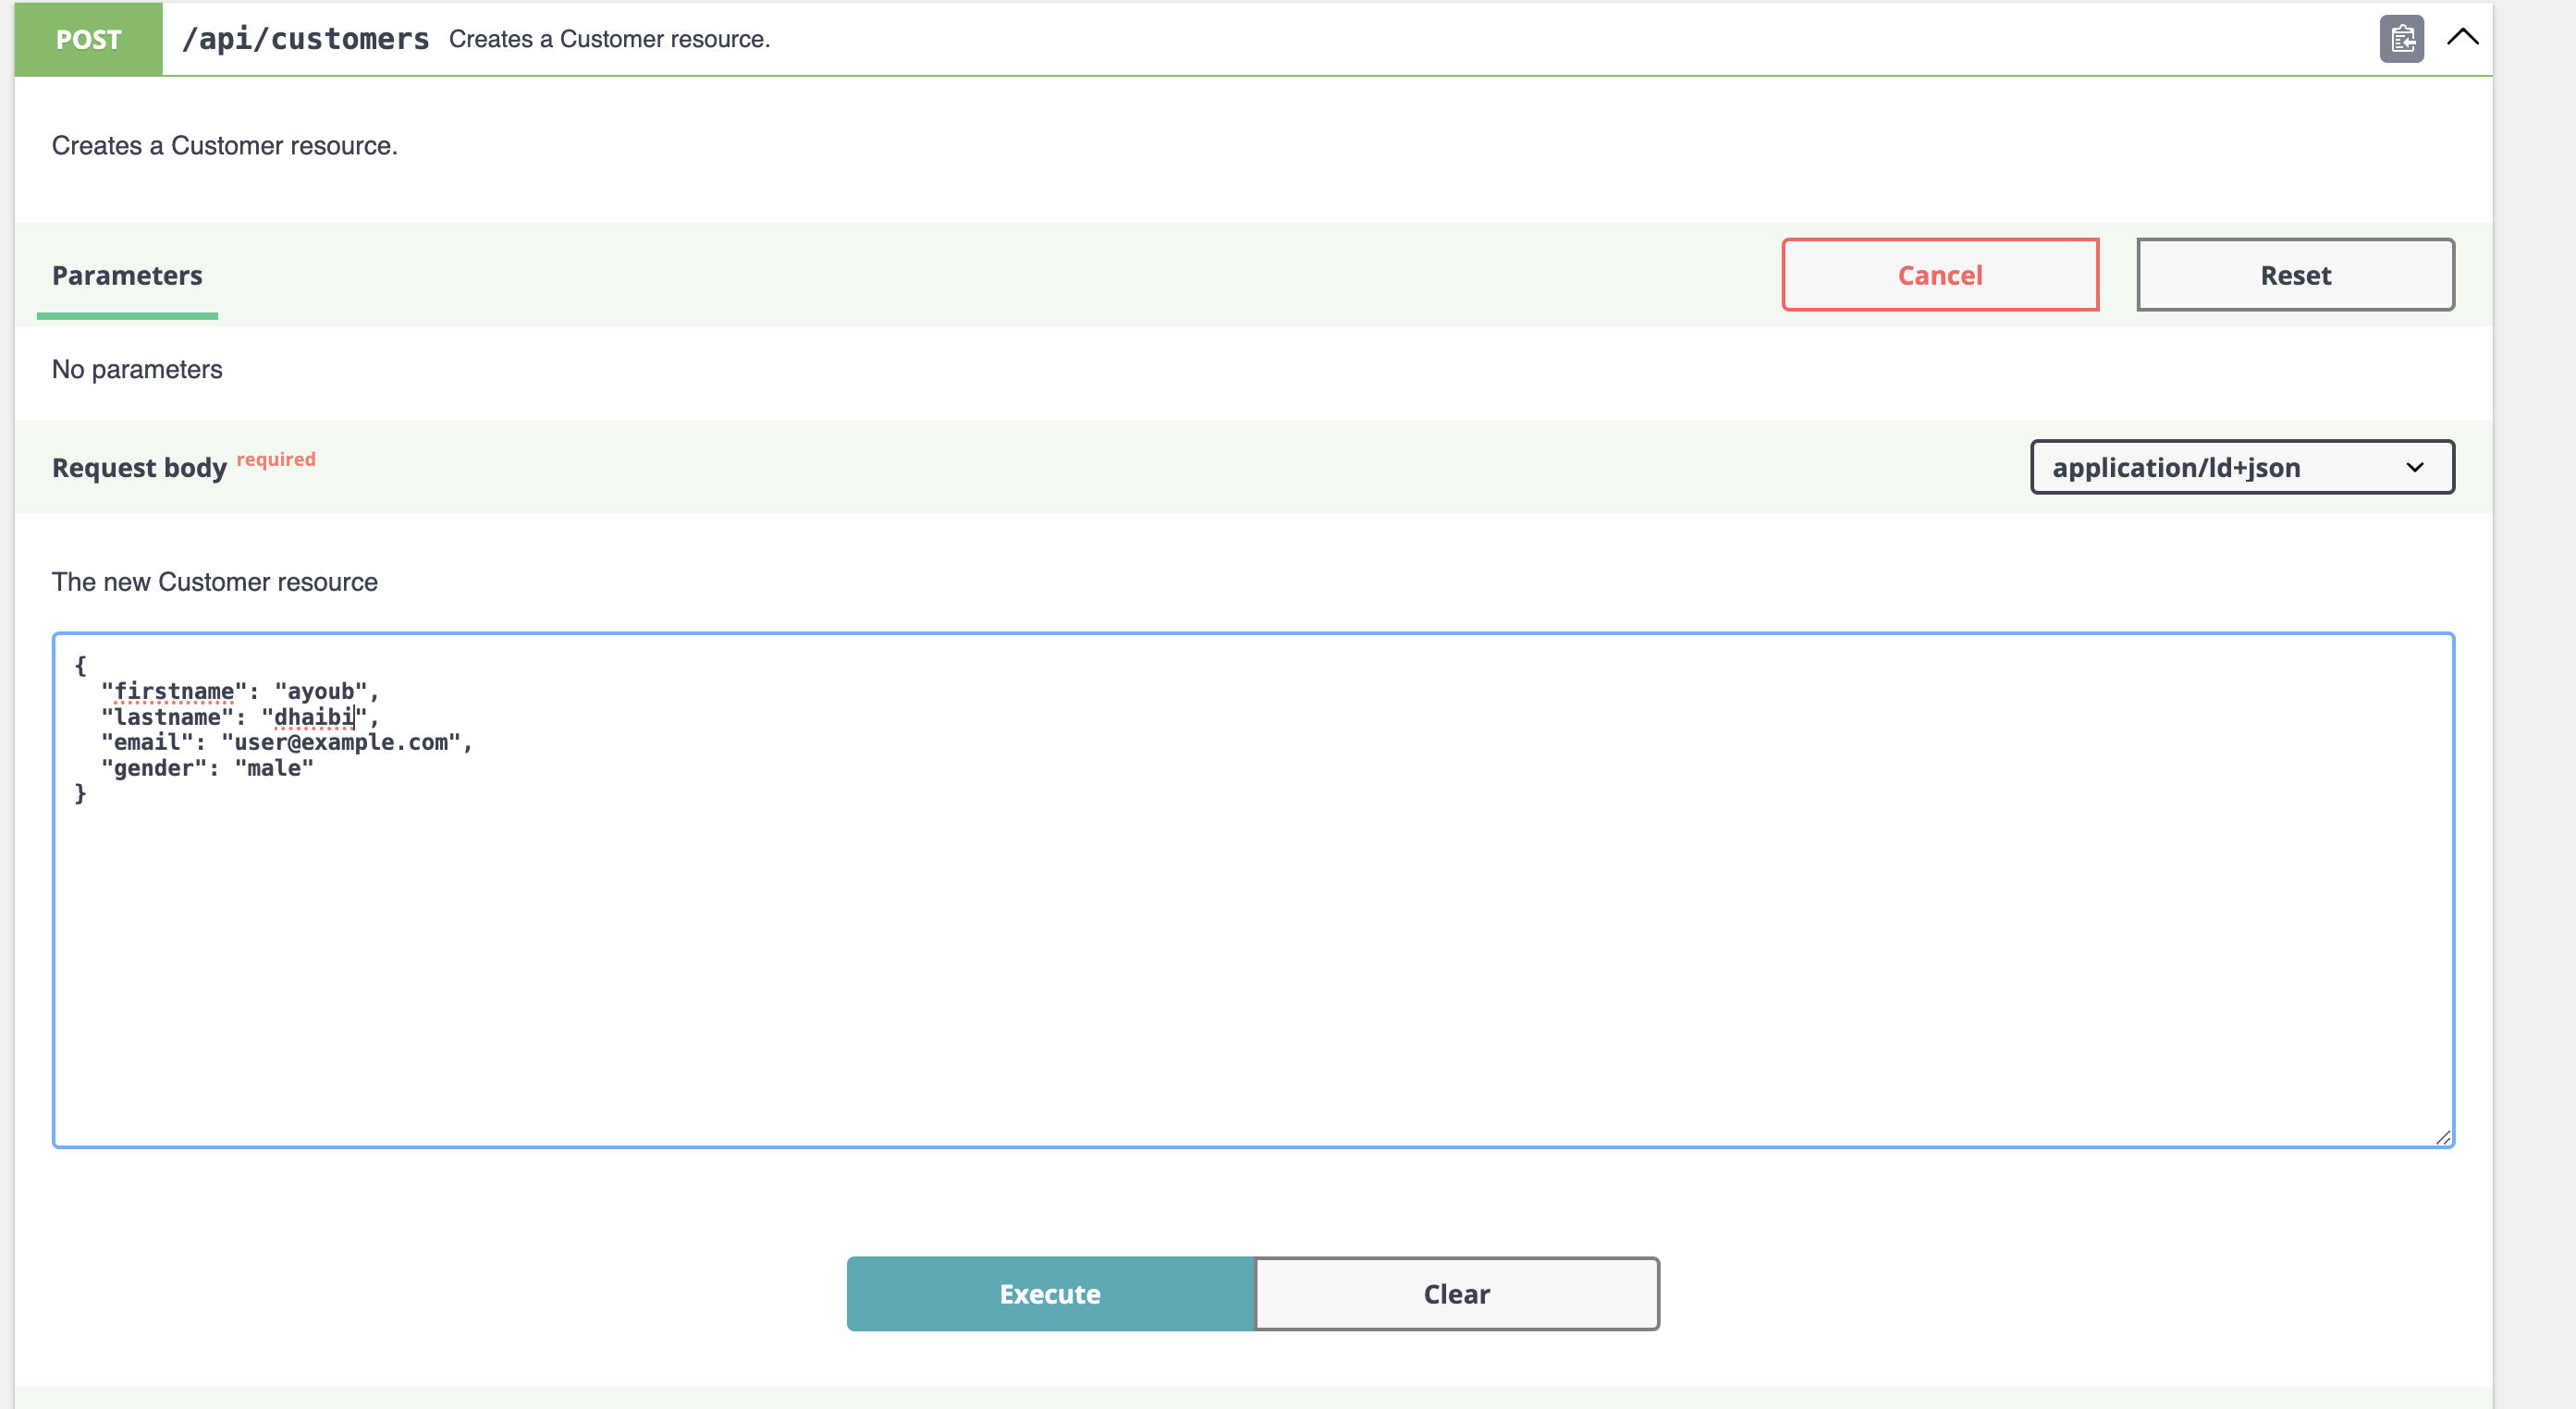 POST /api/customers Creates a Customer resource.
Creates a Customer resource.
Parameters Cancel Reset
No parameters
Request body required application/ld+json
The new Customer resource
{
  "firstname": "ayoub",
  "lastname": "dhaibi",
  "email": "user@example.com",
  "gender": "male"
}
Execute Clear